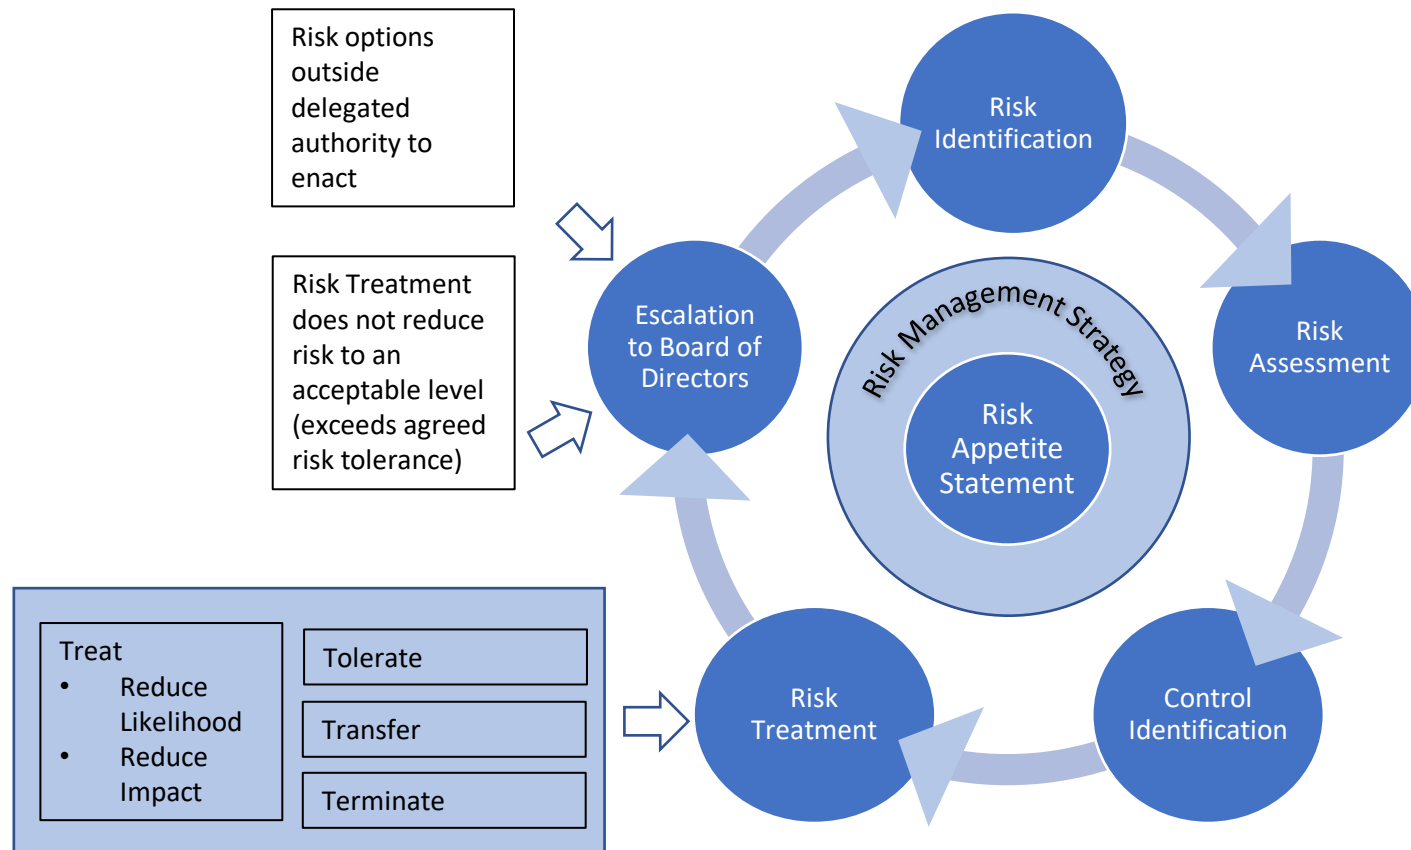 Risk options
outside
delegated
authority to
enact
Risk Treatment
does not reduce
risk to an
acceptable level
(exceeds agreed
risk tolerance)
Risk
Identification
Escalation
to Board of
Directors
Risk Management Strategy
Risk
Appetite
Statement
Risk
Assessment
Treat
• Reduce
Likelihood
• Reduce
Impact
Tolerate
Transfer
Terminate
Risk
Treatment
Control
Identification